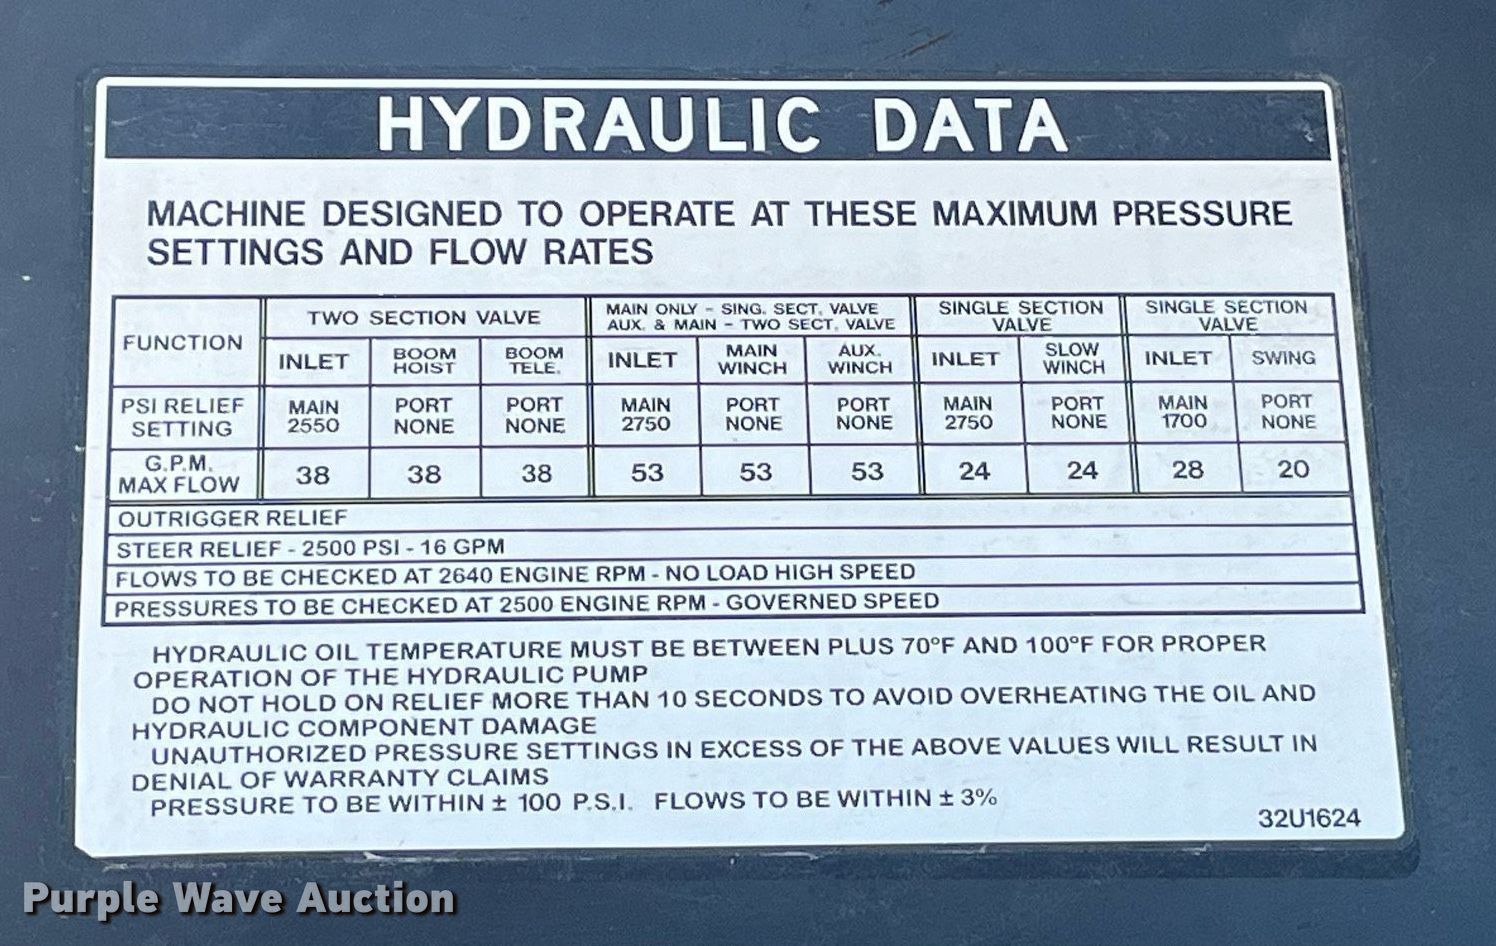 HYDRAULIC DATA
MACHINE DESIGNED TO OPERATE AT THESE MAXIMUM PRESSURE
SETTINGS AND FLOW RATES
FUNCTION
TWO SECTION VALVE
MAIN ONLY - SING. SECT. VALVE
AUX. & MAIN - TWO SECT. VALVE
SINGLE SECTION
VALVE
SINGLE SECTION
VALVE
INLET
BOOM
HOIST
BOOM
TELE.
INLET
MAIN
WINCH
AUX.
WINCH
INLET
SLOW
WINCH
INLET
SWING
PSI RELIEF
SETTING
MAIN
2550
PORT
NONE
PORT
NONE
MAIN
2750
PORT
NONE
PORT
NONE
MAIN
2750
PORT
NONE
MAIN
1700
PORT
NONE
G.P.M.
MAX FLOW
38
38
38
53
53
53
24
24
28
20
OUTRIGGER RELIEF
STEER RELIEF - 2500 PSI - 16 GPM
FLOWS TO BE CHECKED AT 2640 ENGINE RPM - NO LOAD HIGH SPEED
PRESSURES TO BE CHECKED AT 2500 ENGINE RPM - GOVERNED SPEED
HYDRAULIC OIL TEMPERATURE MUST BE BETWEEN PLUS 70°F AND 100°F FOR PROPER
OPERATION OF THE HYDRAULIC PUMP
DO NOT HOLD ON RELIEF MORE THAN 10 SECONDS TO AVOID OVERHEATING THE OIL AND
HYDRAULIC COMPONENT DAMAGE
UNAUTHORIZED PRESSURE SETTINGS IN EXCESS OF THE ABOVE VALUES WILL RESULT IN
DENIAL OF WARRANTY CLAIMS
PRESSURE TO BE WITHIN ± 100 P.S.I. FLOWS TO BE WITHIN ± 3%
32U1624
Purple Wave Auction